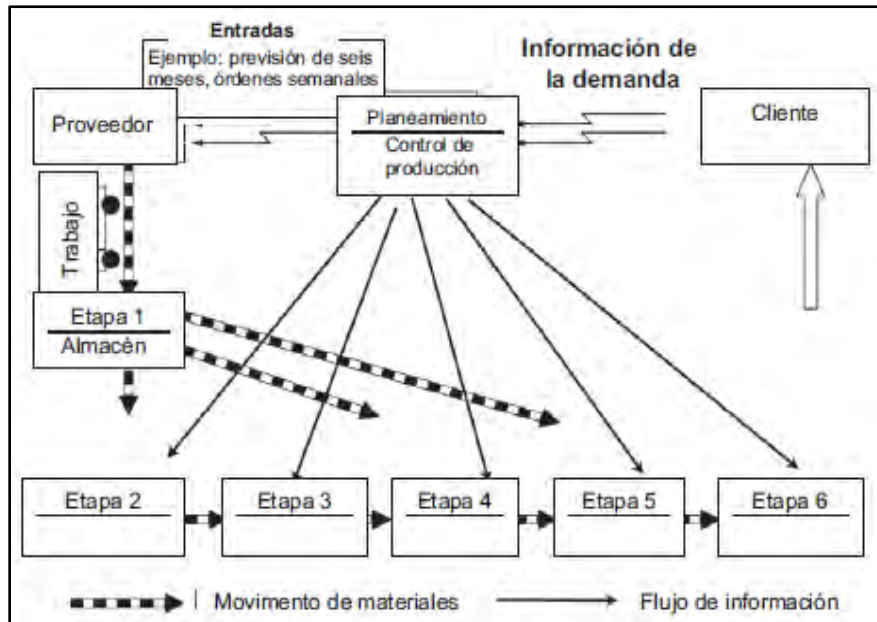 Entradas
Ejemplo: previsión de seis
meses, órdenes semanales
Información de
la demanda
Proveedor
Planeamiento
Control de
producción
Cliente
Trabajo
Etapa 1
Almacén
Etapa 2
Etapa 3
Etapa 4
Etapa 5
Etapa 6
Movimento de materiales
Flujo de información